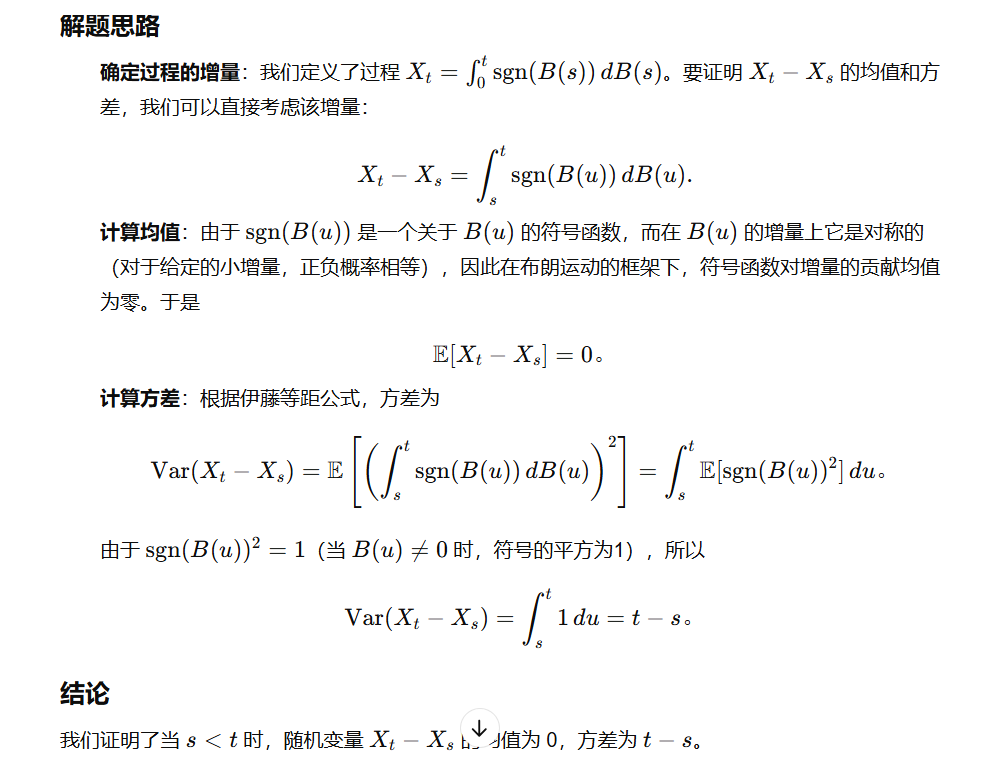 解题思路
确定过程的增量：我们定义了过程 $X_t = \int_0^t \text{sgn}(B(s))\, dB(s)$。要证明 $X_t - X_s$ 的均值和方
差，我们可以直接考虑该增量：
$X_t - X_s = \int_s^t \text{sgn}(B(u))\, dB(u).$
计算均值：由于 $\text{sgn}(B(u))$ 是一个关于 $B(u)$ 的符号函数，而在 $B(u)$ 的增量上它是对称的
（对于给定的小增量，正负概率相等），因此在布朗运动的框架下，符号函数对增量的贡献均值
为零。于是
$\mathbb{E}[X_t - X_s] = 0$。
计算方差：根据伊藤等距公式，方差为
$\text{Var}(X_t - X_s) = \mathbb{E}\left[\left(\int_s^t \text{sgn}(B(u))\, dB(u)\right)^2\right] = \int_s^t \mathbb{E}[\text{sgn}(B(u))^2]\, du$。
由于 $\text{sgn}(B(u))^2 = 1$（当 $B(u) \neq 0$ 时，符号的平方为1），所以
$\text{Var}(X_t - X_s) = \int_s^t 1\, du = t - s$。
结论
我们证明了当 $s < t$ 时，随机变量 $X_t - X_s$ 值为 0，方差为 $t - s$。